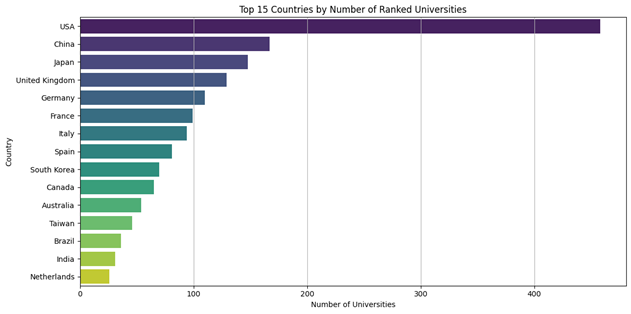 Top 15 Countries by Number of Ranked Universities
Country
USA
China
Japan
United Kingdom
Germany
France
Italy
Spain
South Korea
Canada
Australia
Taiwan
Brazil
India
Netherlands
0 100 200 300 400
Number of Universities